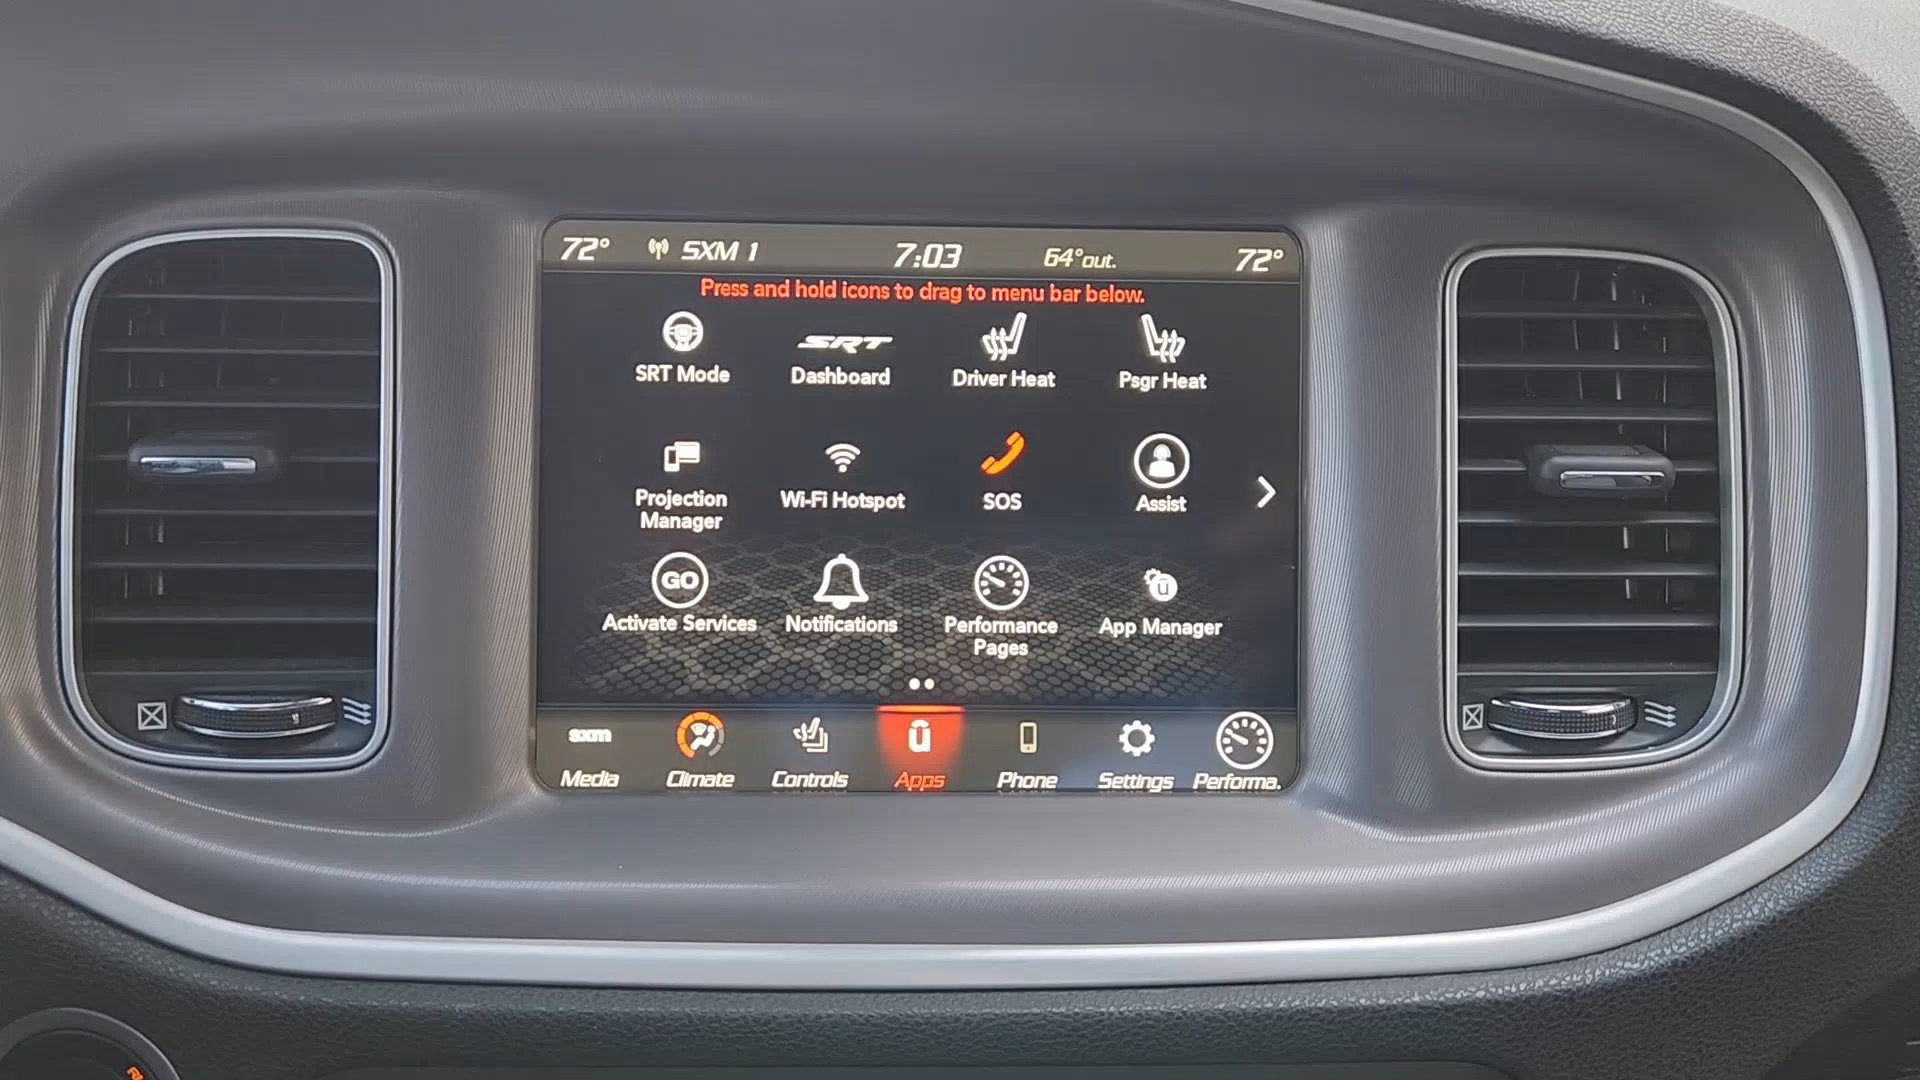 72° SXM 1 7:03 64°out. 72°
Press and hold icons to drag to menu bar below.
SRT
SRT Mode Dashboard Driver Heat Psgr Heat
Projection Manager Wi-Fi Hotspot SOS Assist
GO
Activate Services Notifications Performance Pages App Manager
sxm
Media Climate Controls Apps Phone Settings Performa.